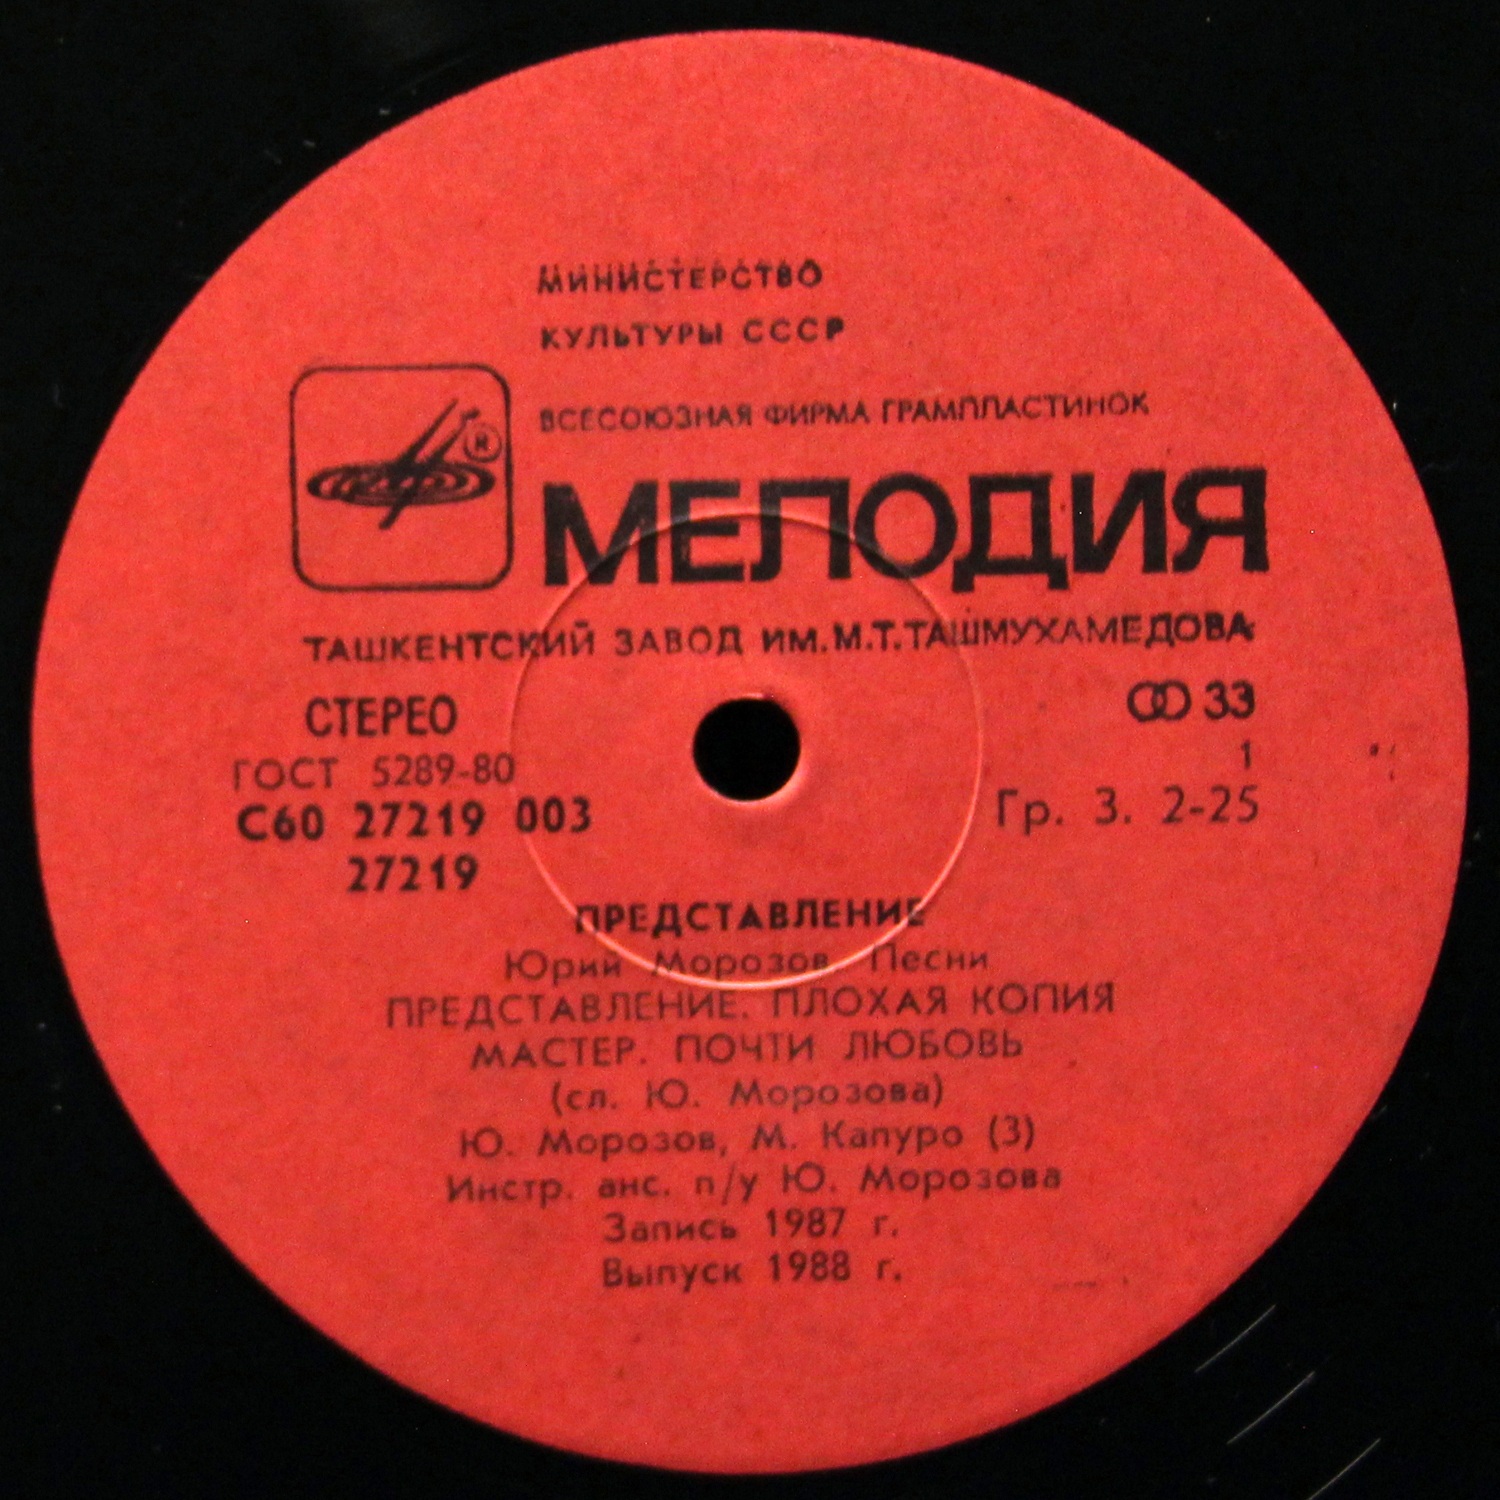 МИНИСТЕРСТВО
КУЛЬТУРЫ СССР
ВСЕСОЮЗНАЯ ФИРМА ГРАМПЛАСТИНОК
®
МЕЛОДИЯ
ТАШКЕНТСКИЙ ЗАВОД ИМ.М.Т.ТАШМУХАМЕДОВА
СТЕРЕО
33
ГОСТ 5289-80
1
С60 27219 003
Гр. 3. 2-25
27219
ПРЕДСТАВЛЕНИЕ
Юрий Морозов. Песни
ПРЕДСТАВЛЕНИЕ. ПЛОХАЯ КОПИЯ
МАСТЕР. ПОЧТИ ЛЮБОВЬ
(сл. Ю. Морозова)
Ю. Морозов, М. Капуро (3)
Инстр. анс. п/у Ю. Морозова
Запись 1987 г.
Выпуск 1988 г.